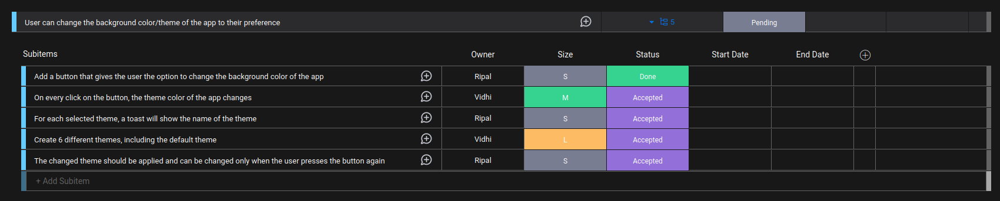 User can change the background color/theme of the app to their preference 5 Pending
Subitems Owner Size Status Start Date End Date
Add a button that gives the user the option to change the background color of the app Ripal S Done
On every click on the button, the theme color of the app changes Vidhi M Accepted
For each selected theme, a toast will show the name of the theme Ripal S Accepted
Create 6 different themes, including the default theme Vidhi L Accepted
The changed theme should be applied and can be changed only when the user presses the button again Ripal S Accepted
+ Add Subitem